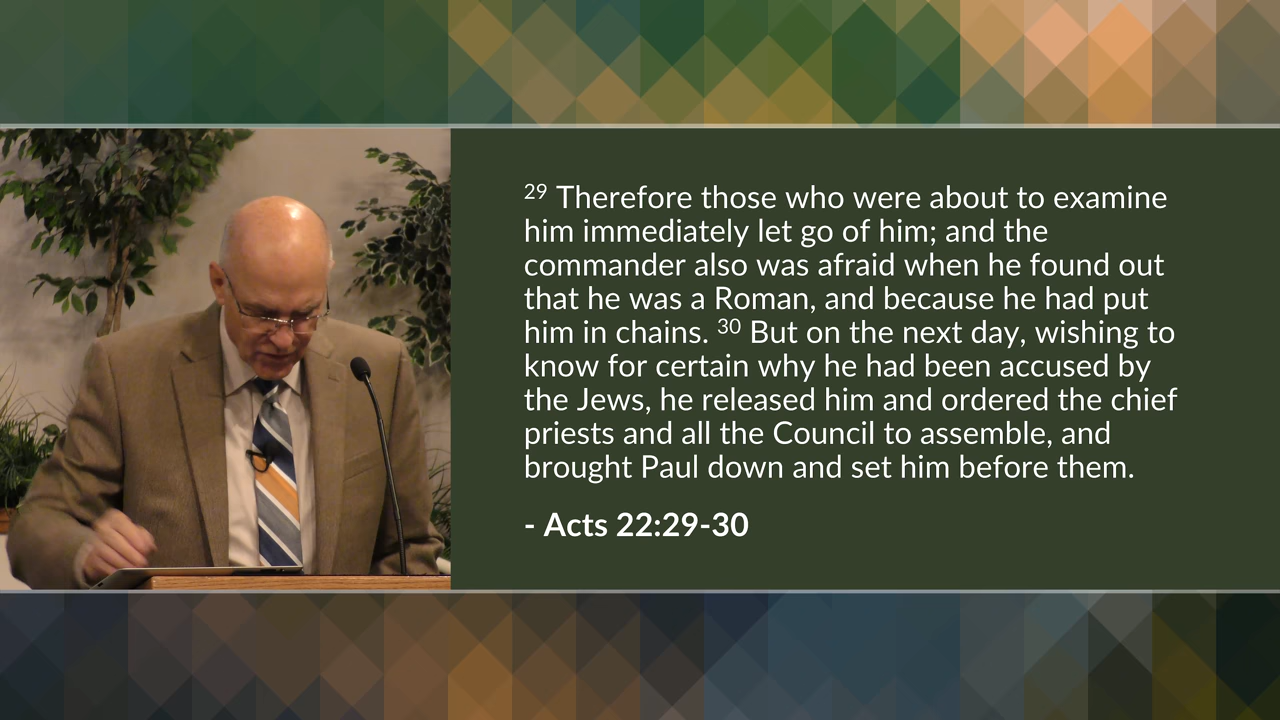 29 Therefore those who were about to examine
him immediately let go of him; and the
commander also was afraid when he found out
that he was a Roman, and because he had put
him in chains. 30 But on the next day, wishing to
know for certain why he had been accused by
the Jews, he released him and ordered the chief
priests and all the Council to assemble, and
brought Paul down and set him before them.
- Acts 22:29-30